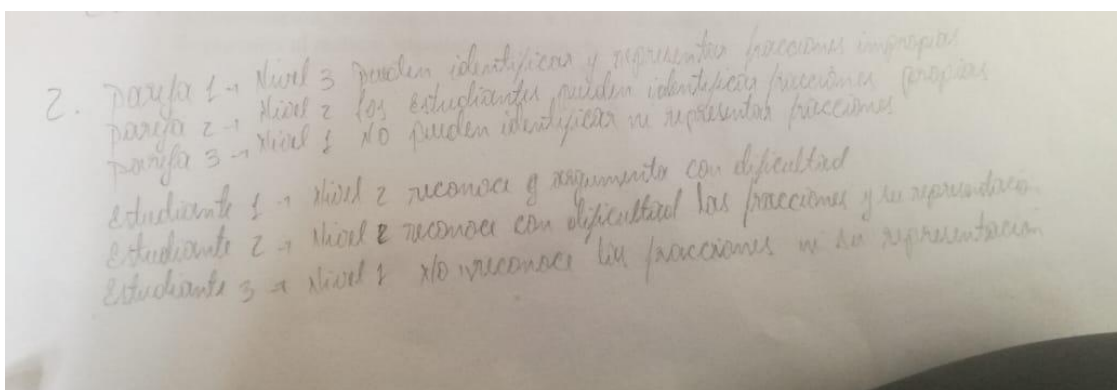 2. pareja 1 → Nivel 3 pueden identificar y representar fracciones impropias
pareja 2 → Nivel 2 los estudiantes pueden identificar fracciones propias
pareja 3 → Nivel 1 NO pueden identificar ni representar fracciones
Estudiante 1 → Nivel 2 reconoce y argumenta con dificultad
Estudiante 2 → Nivel 2 reconoce con dificultad las fracciones y su representació
Estudiante 3 → Nivel 1 NO reconoce las fracciones ni su representación